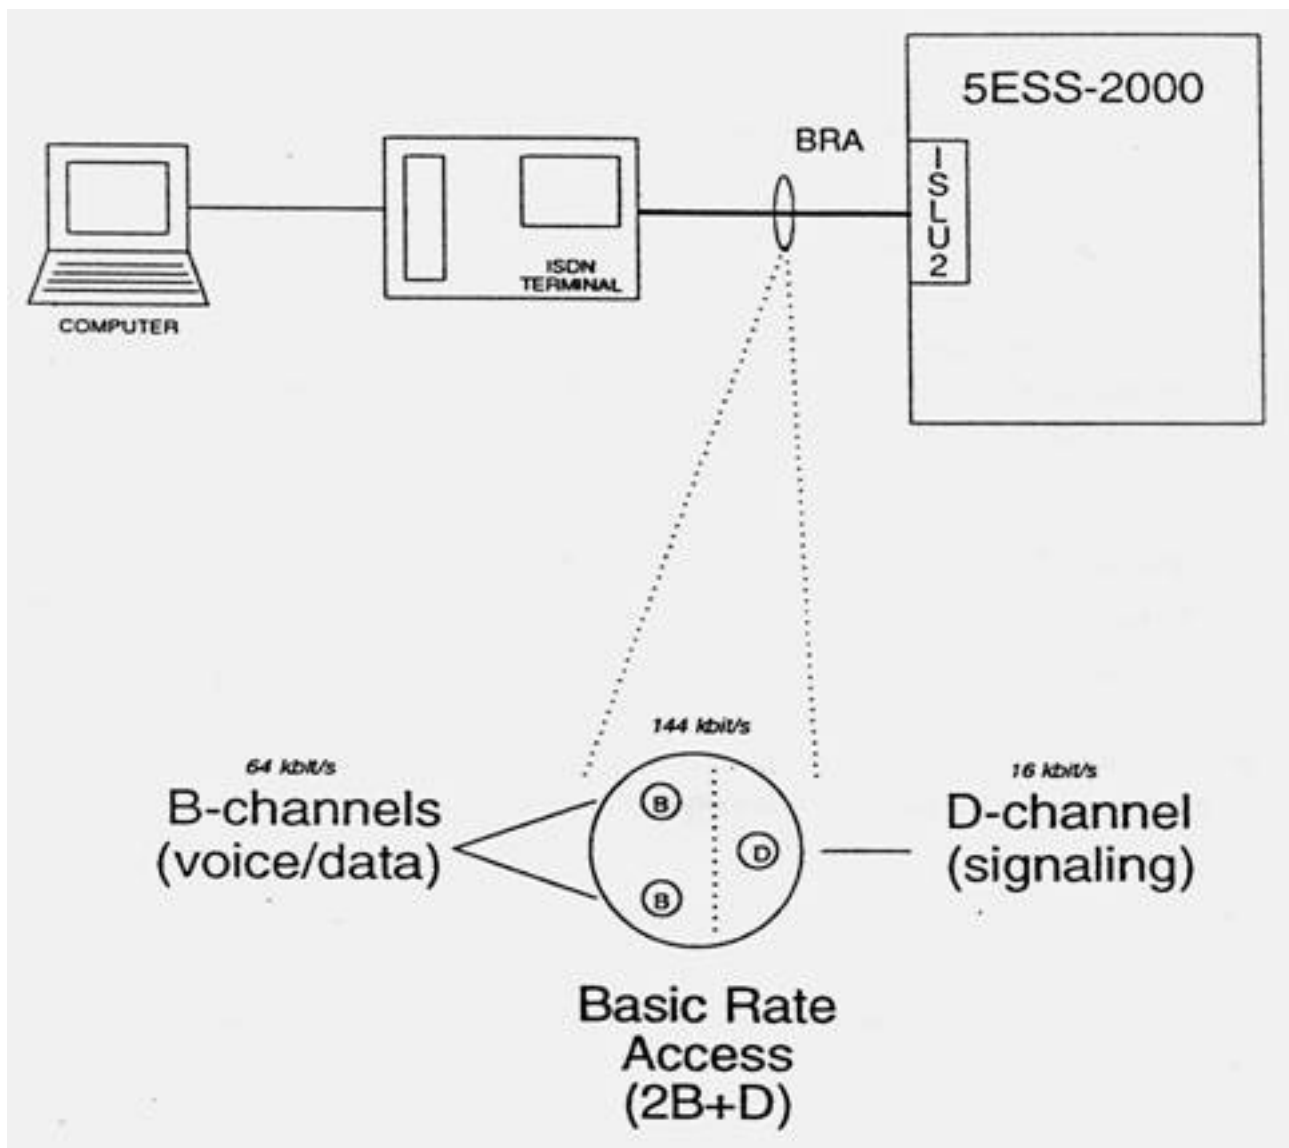 5ESS-2000
BRA
ISLU2
ISDN
TERMINAL
COMPUTER
144 kbit/s
64 kbit/s
B-channels
(voice/data)
B
B
D
16 kbit/s
D-channel
(signaling)
Basic Rate
Access
(2B+D)